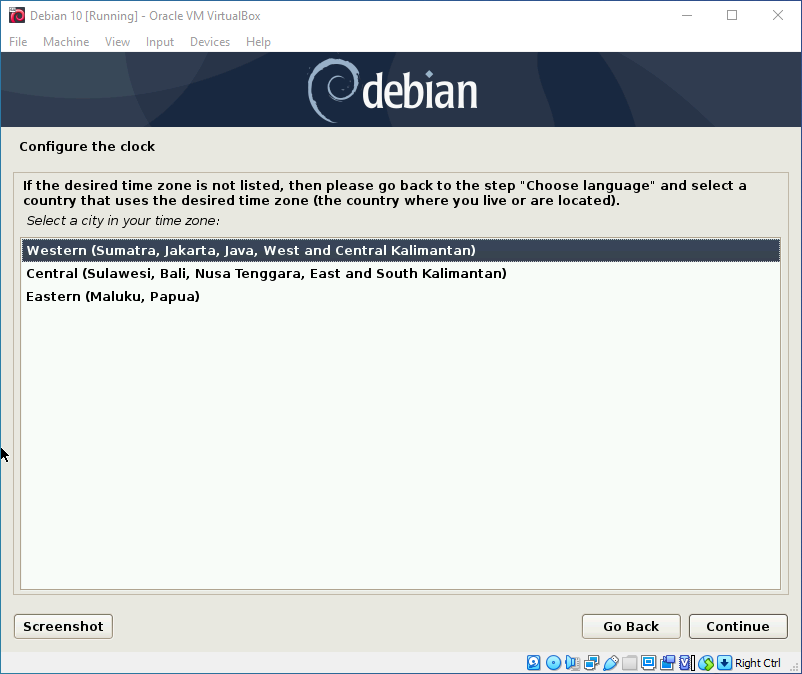 Debian 10 [Running] - Oracle VM VirtualBox
File Machine View Input Devices Help
debian
Configure the clock
If the desired time zone is not listed, then please go back to the step "Choose language" and select a
country that uses the desired time zone (the country where you live or are located).
Select a city in your time zone:
Western (Sumatra, Jakarta, Java, West and Central Kalimantan)
Central (Sulawesi, Bali, Nusa Tenggara, East and South Kalimantan)
Eastern (Maluku, Papua)
Screenshot Go Back Continue
Right Ctrl